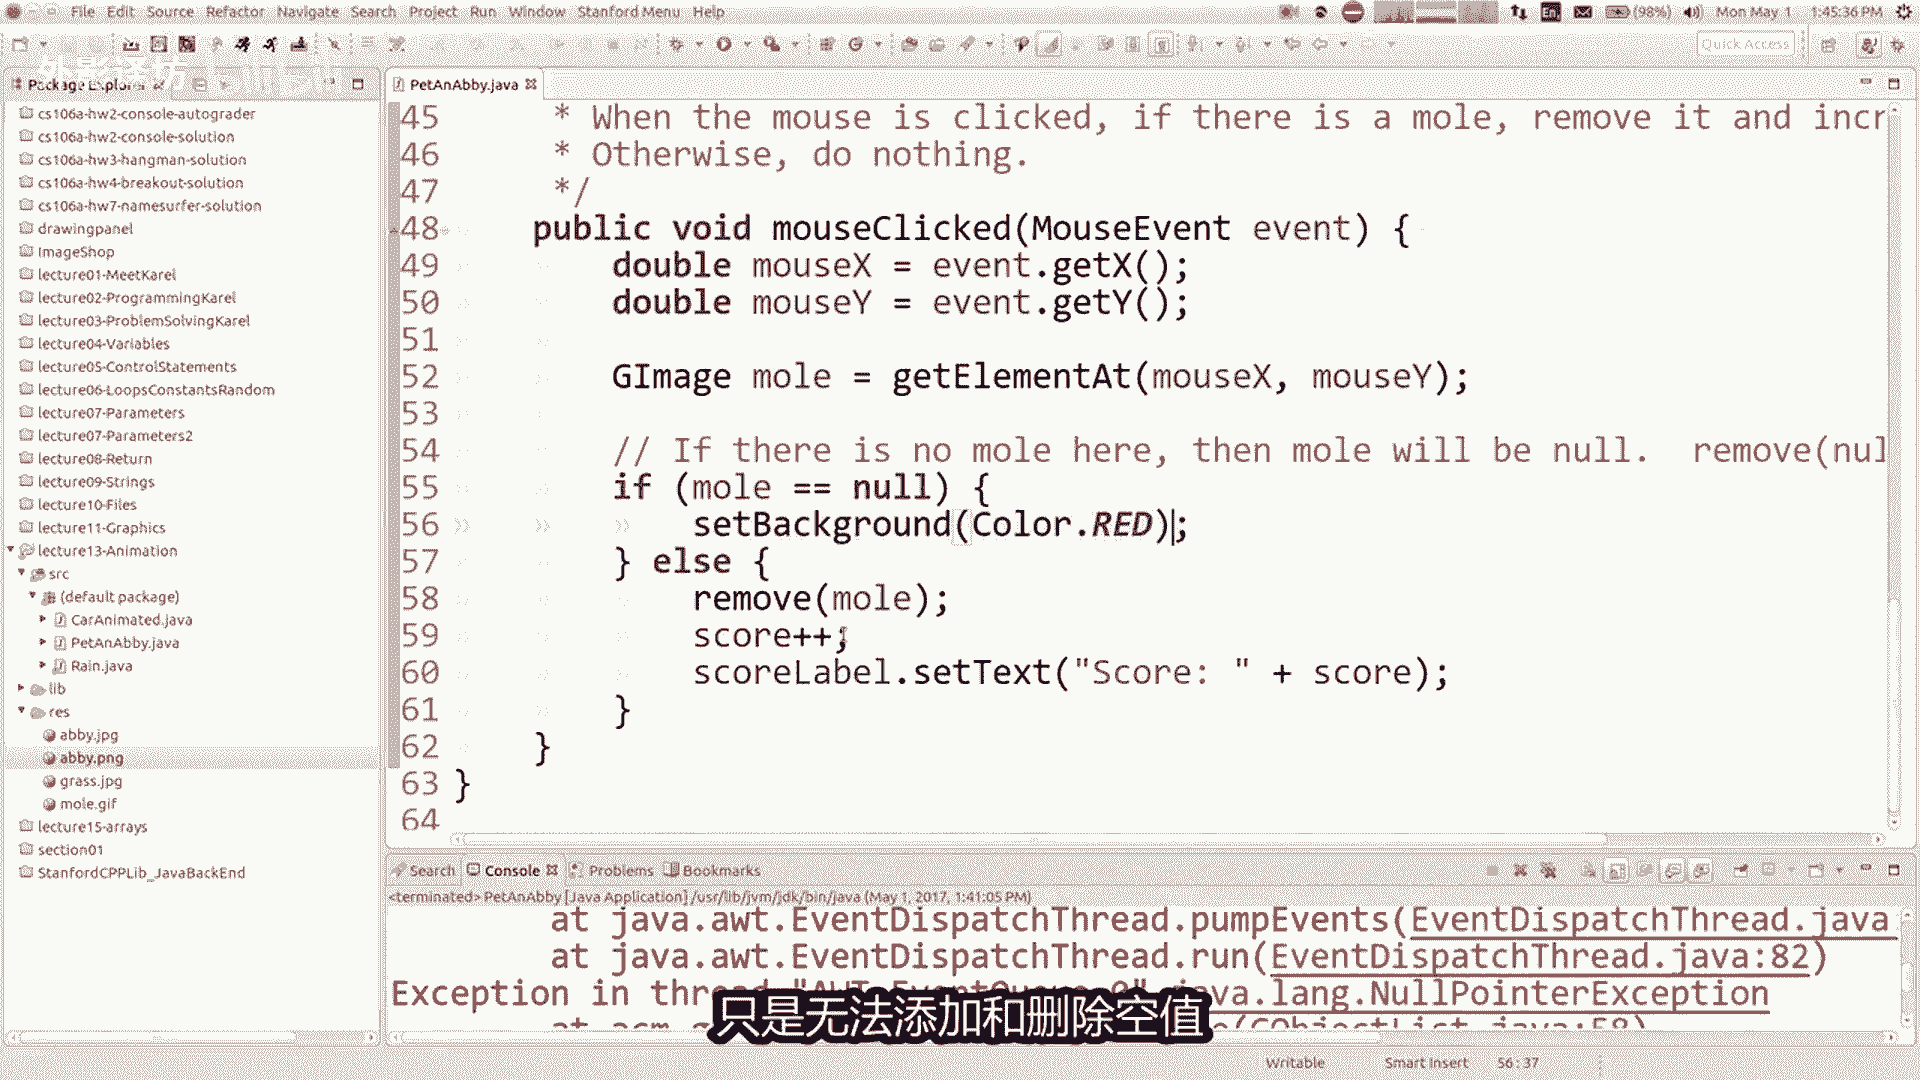 File Edit Source Refactor Navigate Search Project Run Window Stanford Menu Help
(98%) Mon May 1 1:45:36 PM
Quick Access
Package Explorer
PetAnAbby.java
cs106a-hw2-console-autograder
cs106a-hw2-console-solution
cs106a-hw3-hangman-solution
cs106a-hw4-breakout-solution
cs106a-hw7-namesurfer-solution
drawingpanel
ImageShop
lecture01-MeetKarel
lecture02-ProgrammingKarel
lecture03-ProblemSolvingKarel
lecture04-Variables
lecture05-ControlStatements
lecture06-LoopsConstantsRandom
lecture07-Parameters
lecture07-Parameters2
lecture08-Return
lecture09-Strings
lecture10-Files
lecture11-Graphics
lecture13-Animation
src
(default package)
CarAnimated.java
PetAnAbby.java
Rain.java
lib
res
abby.jpg
abby.png
grass.jpg
mole.gif
lecture15-arrays
section01
StanfordCPPLib_JavaBackEnd
45 * When the mouse is clicked, if there is a mole, remove it and incr
46 * Otherwise, do nothing.
47 */
48 public void mouseClicked(MouseEvent event) {
49 double mouseX = event.getX();
50 double mouseY = event.getY();
51
52 GImage mole = getElementAt(mouseX, mouseY);
53
54 // If there is no mole here, then mole will be null. remove(nul
55 if (mole == null) {
56 setBackground(Color.RED);
57 } else {
58 remove(mole);
59 score++;
60 scoreLabel.setText("Score: " + score);
61 }
62 }
63 }
64
Search Console Problems Bookmarks
<terminated> PetAnAbby [Java Application] /usr/lib/jvm/jdk/bin/java (May 1, 2017, 1:41:05 PM)
at java.awt.EventDispatchThread.pumpEvents(EventDispatchThread.java
at java.awt.EventDispatchThread.run(EventDispatchThread.java:82)
Exception in thread "AWT-EventQueue-0" java.lang.NullPointerException
只是无法添加和删除空值
Writable Smart Insert 56:37